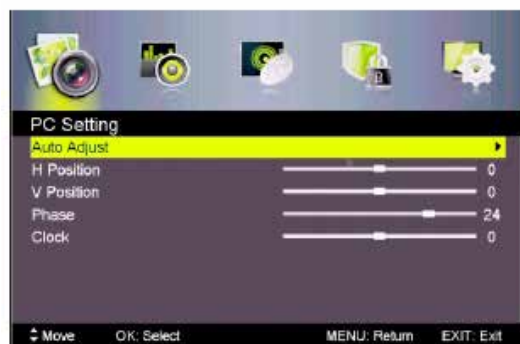 PC Setting
Auto Adjust
H Position 0
V Position 0
Phase 24
Clock 0
Move OK: Select MENU: Return EXIT: Exit